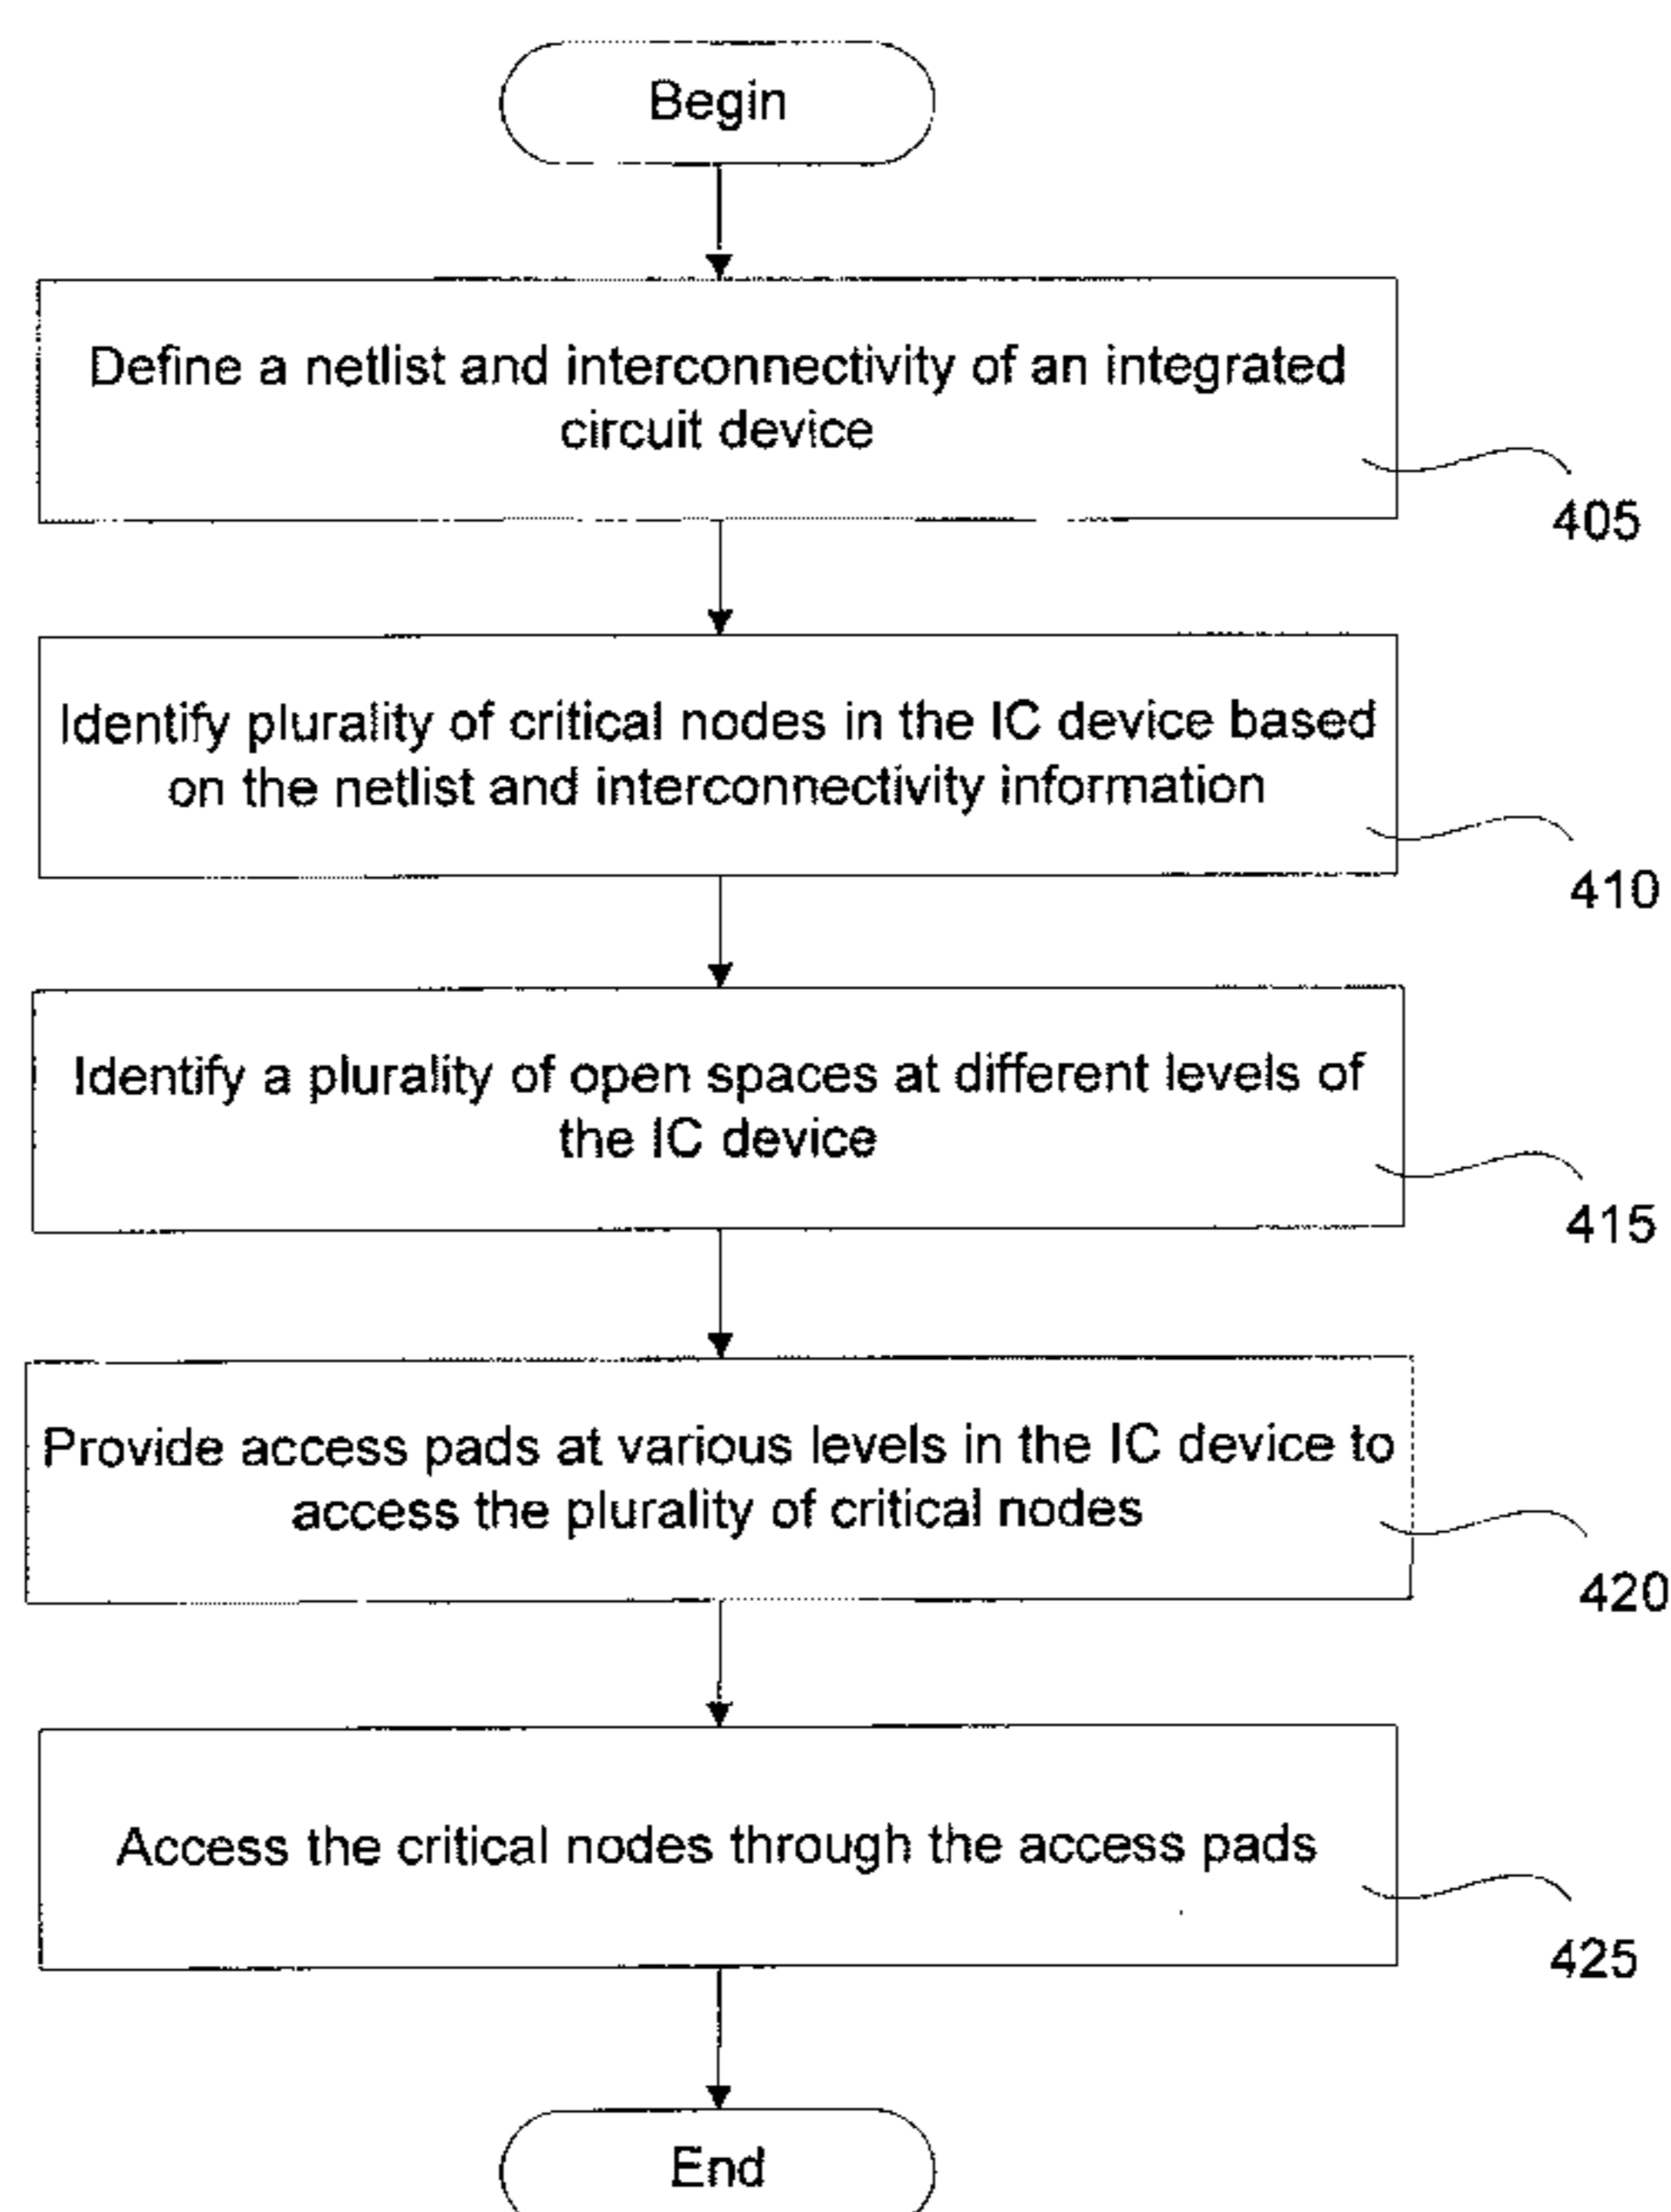 Begin
Define a netlist and interconnectivity of an integrated
circuit device
405
Identify plurality of critical nodes in the IC device based
on the netlist and interconnectivity information
410
Identify a plurality of open spaces at different levels of
the IC device
415
Provide access pads at various levels in the IC device to
access the plurality of critical nodes
420
Access the critical nodes through the access pads
425
End